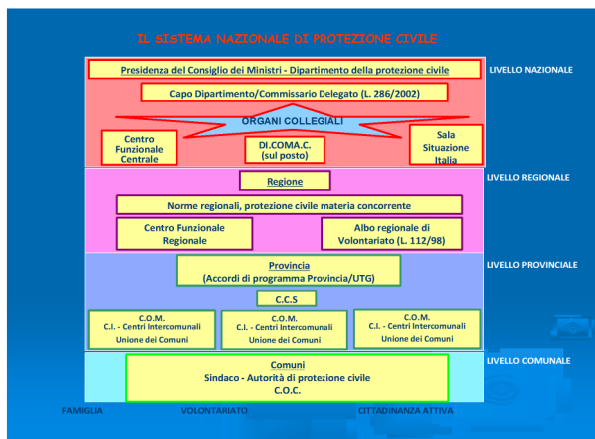 IL SISTEMA NAZIONALE DI PROTEZIONE CIVILE
Presidenza del Consiglio dei Ministri - Dipartimento della protezione civile
LIVELLO NAZIONALE
Capo Dipartimento/Commissario Delegato (L. 286/2002)
ORGANI COLLEGIALI
Centro
Funzionale
Centrale
DI.COMA.C.
(sul posto)
Sala
Situazione
Italia
LIVELLO REGIONALE
Regione
Norme regionali, protezione civile materia concorrente
Centro Funzionale
Regionale
Albo regionale di
Volontariato (L. 112/98)
LIVELLO PROVINCIALE
Provincia
(Accordi di programma Provincia/UTG)
C.C.S
C.O.M.
C.I. - Centri Intercomunali
Unione dei Comuni
C.O.M.
C.I. - Centri Intercomunali
Unione dei Comuni
C.O.M.
C.I. - Centri Intercomunali
Unione dei Comuni
LIVELLO COMUNALE
Comuni
Sindaco - Autorità di protezione civile
C.O.C.
FAMIGLIA VOLONTARIATO CITTADINANZA ATTIVA